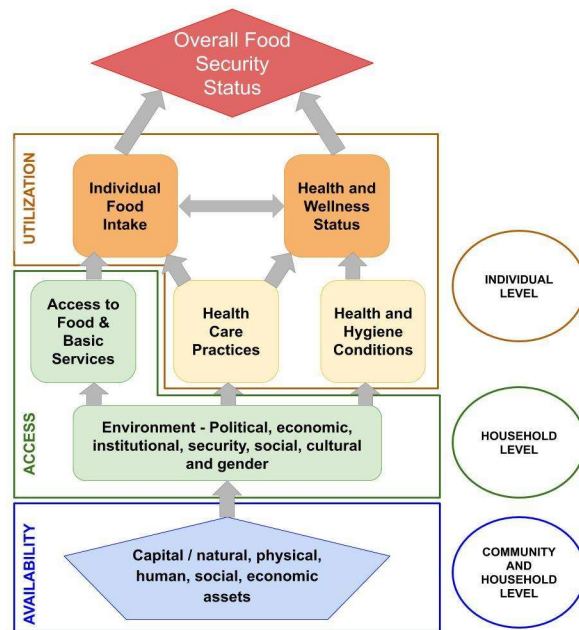 Overall Food
Security
Status
UTILIZATION
Individual
Food
Intake
Health and
Wellness
Status
INDIVIDUAL
LEVEL
ACCESS
Access to
Food &
Basic
Services
Health
Care
Practices
Health and
Hygiene
Conditions
Environment - Political, economic,
institutional, security, social, cultural
and gender
HOUSEHOLD
LEVEL
AVAILABILITY
Capital / natural, physical,
human, social, economic
assets
COMMUNITY
AND
HOUSEHOLD
LEVEL